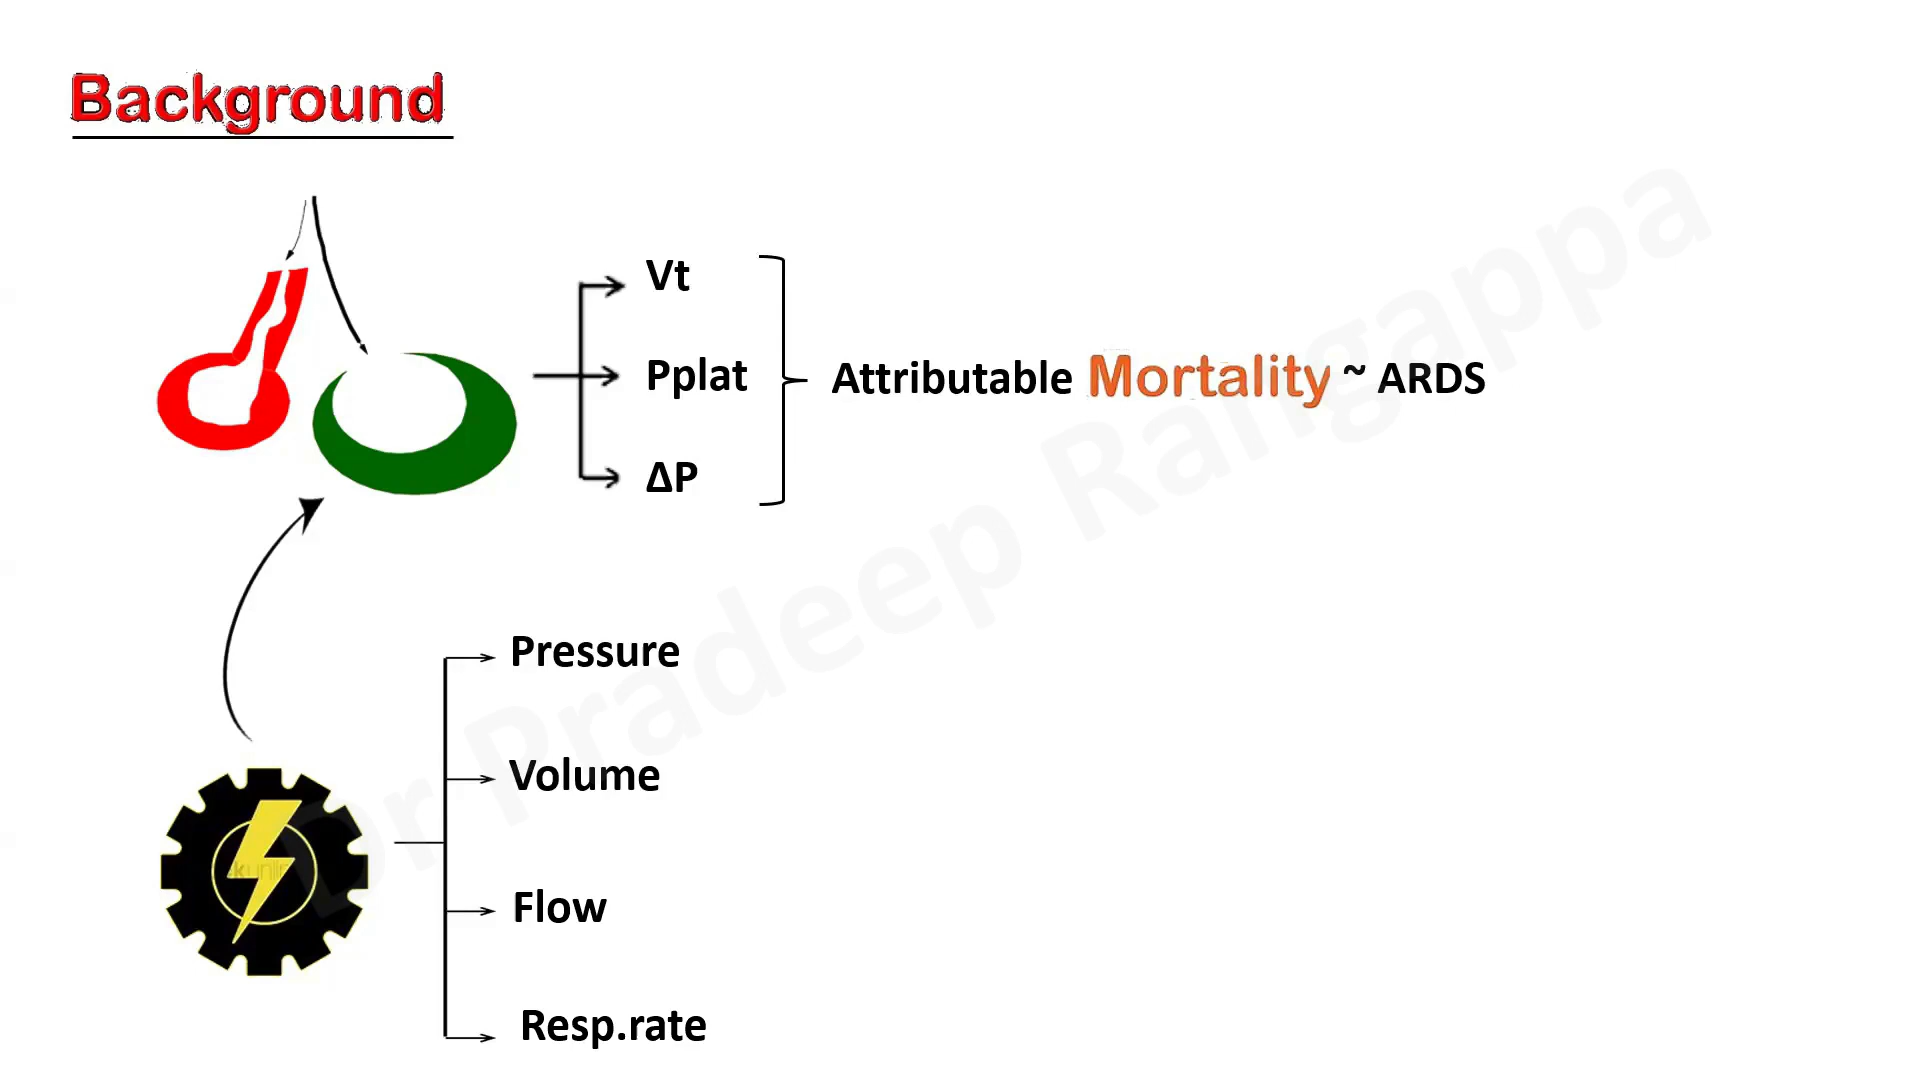 Background
Vt
Pplat
Attributable Mortality ~ ARDS
ΔP
Pressure
Volume
Flow
Resp.rate
Dr Pradeep Rangappa